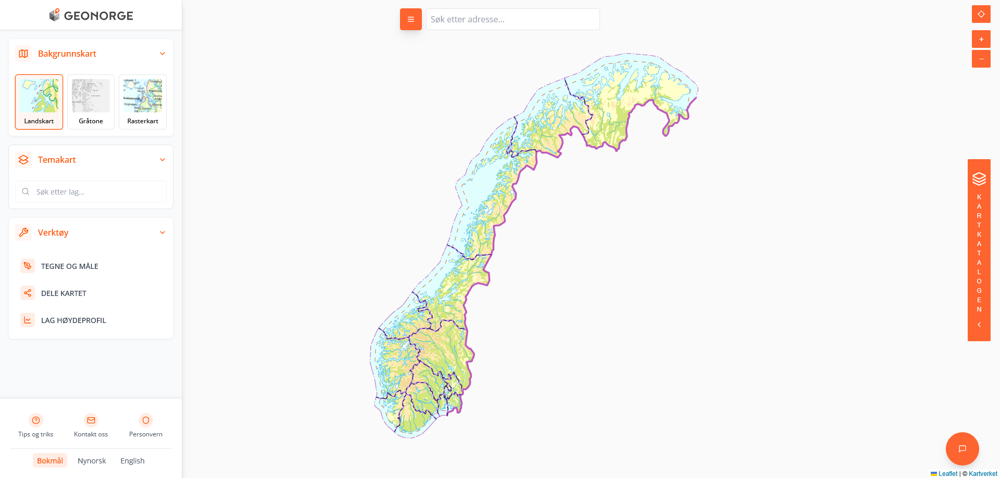 GEONORGE
Bakgrunnskart
Landskart
Gråtone
Rasterkart
Temakart
Søk etter lag...
Verktøy
TEGNE OG MÅLE
DELE KARTET
LAG HØYDEPROFIL
Tips og triks
Kontakt oss
Personvern
Bokmål
Nynorsk
English
Søk etter adresse...
+
−
KARTKATALOGEN
Leaflet | © Kartverket